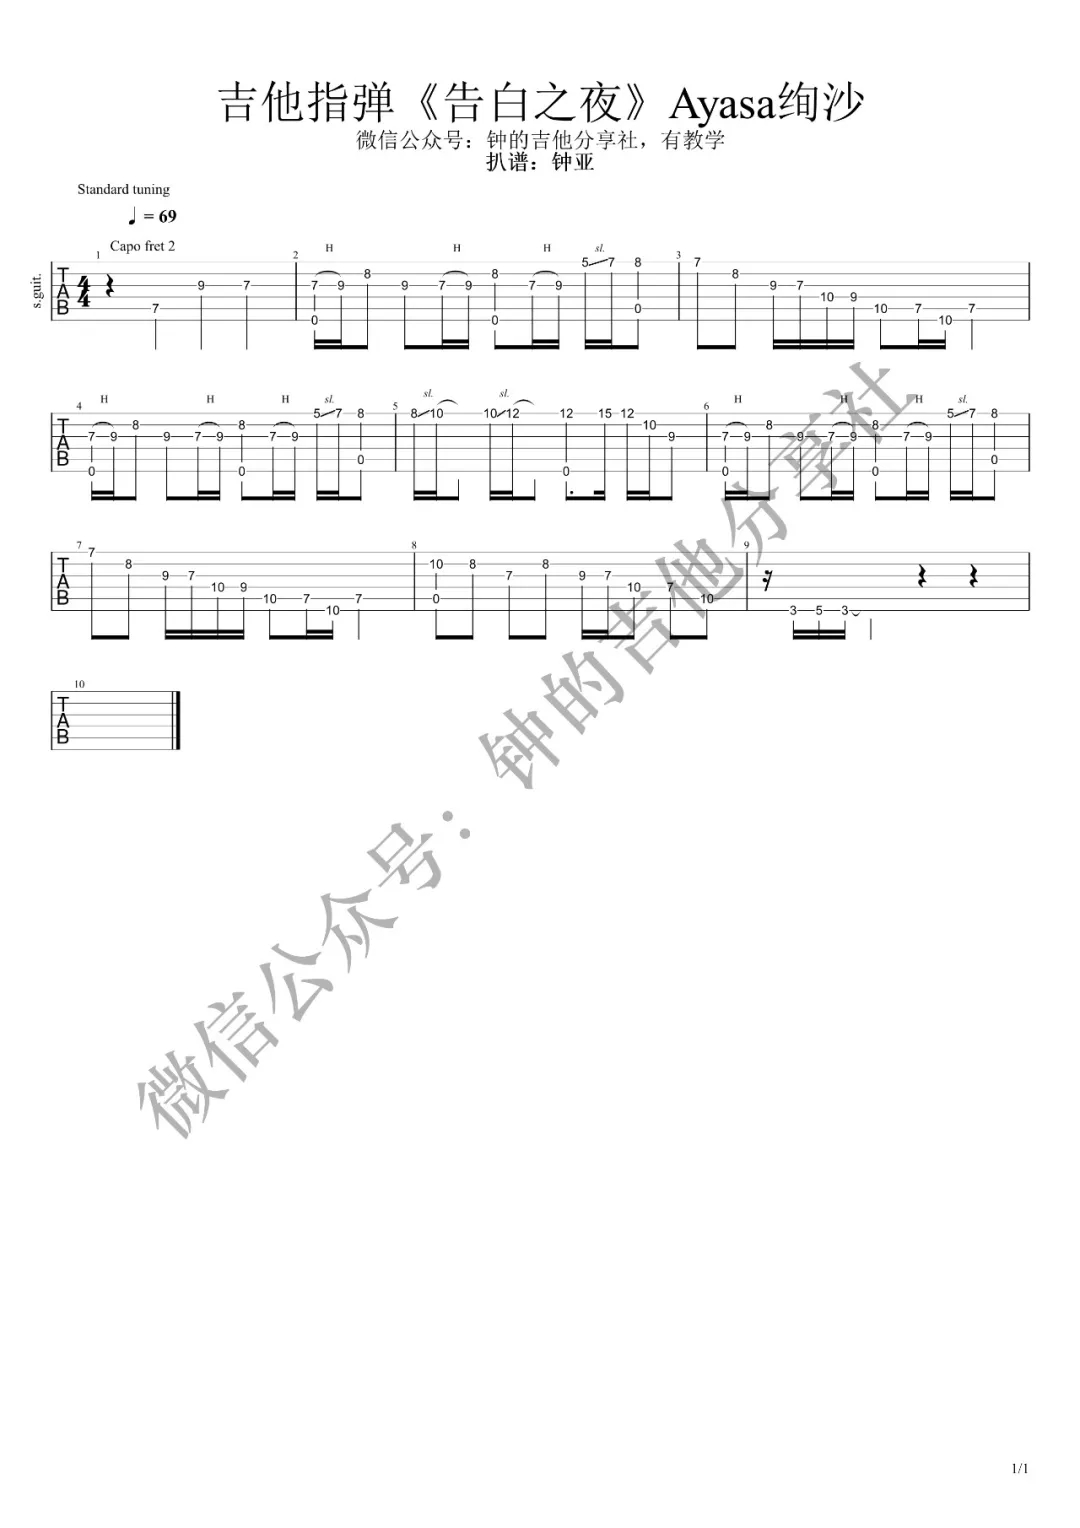 吉他指弹《告白之夜》Ayasa绚沙
微信公众号：钟的吉他分享社，有教学
扒谱：钟亚
Standard tuning
♩ = 69
Capo fret 2
s.guit.
1 2 3
H H H sl.
T A B 4 4
7 9 7 7 9 8 9 7 9 8 7 9 5 7 8 7 8 9 7 10 9 10 7 10 7
0 0 0
4 5 6
H H H sl. sl. sl. H H H sl.
7 9 8 9 7 9 8 7 9 5 7 8 8 10 10 12 12 15 12 10 9 7 9 8 9 7 9 8 7 9 5 7 8
0 0 0 0 0 0 0
7 8 9
T A B
7 8 9 7 10 9 10 7 10 7 10 8 7 8 9 7 10 7 10 3 5 3
0
10
T A B
微信公众号：钟的吉他分享社
1/1